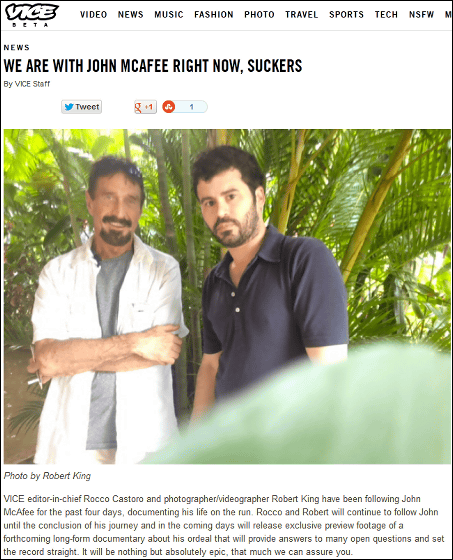 VICE
BETA
VIDEO NEWS MUSIC FASHION PHOTO TRAVEL SPORTS TECH NSFW M
NEWS
WE ARE WITH JOHN MCAFEE RIGHT NOW, SUCKERS
By VICE Staff
Tweet
g +1
1
Photo by Robert King
VICE editor-in-chief Rocco Castoro and photographer/videographer Robert King have been following John
McAfee for the past four days, documenting his life on the run. Rocco and Robert will continue to follow John
until the conclusion of his journey and in the coming days will release exclusive preview footage of a
forthcoming long-form documentary about his ordeal that will provide answers to many open questions and set
the record straight. It will be nothing but absolutely epic, that much we can assure you.